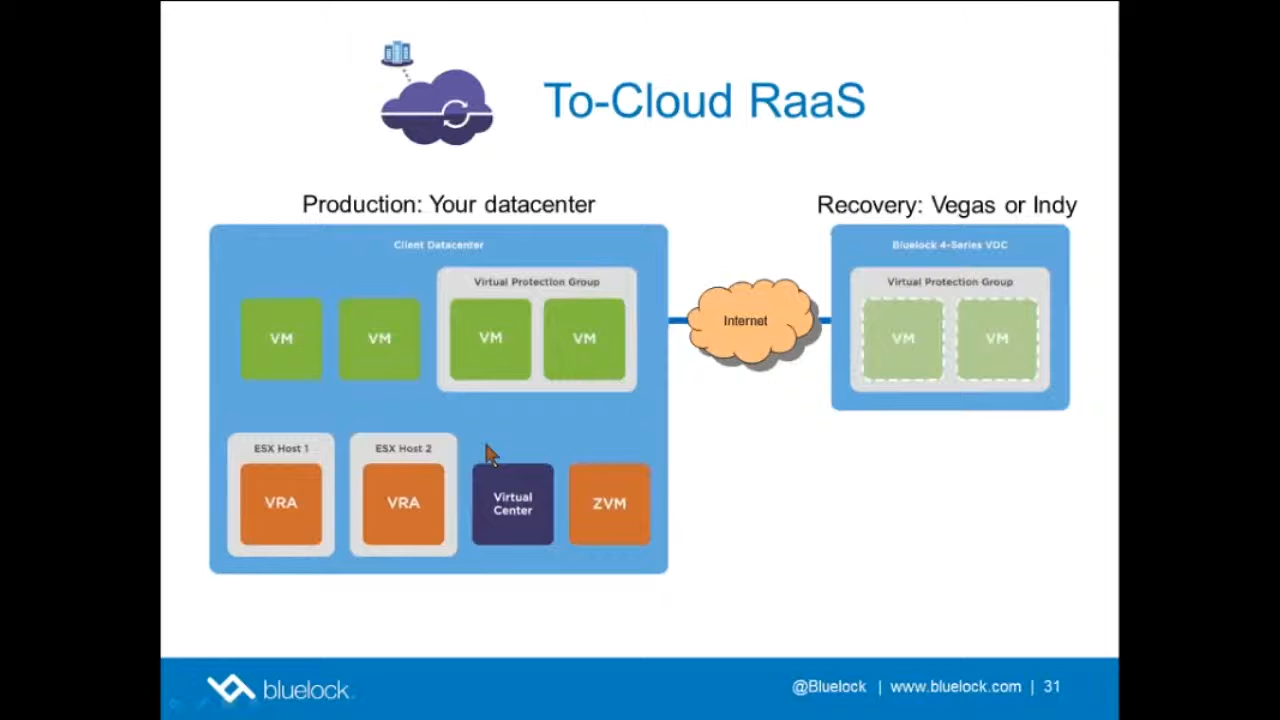 To-Cloud RaaS
Production: Your datacenter
Recovery: Vegas or Indy
Client Datacenter
Virtual Protection Group
VM
VM
VM
VM
ESX Host 1
VRA
ESX Host 2
VRA
Virtual
Center
ZVM
Internet
Bluelock 4-Series VDC
Virtual Protection Group
VM
VM
bluelock
@Bluelock | www.bluelock.com | 31